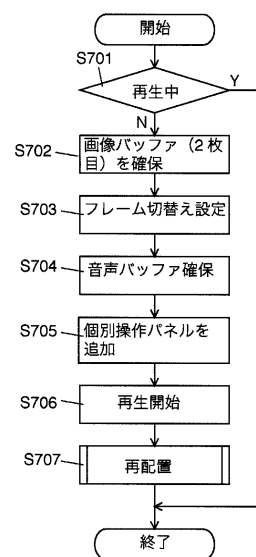 開始
S701
再生中
Y
N
S702
画像バッファ（2枚
目）を確保
S703
フレーム切替え設定
S704
音声バッファ確保
S705
個別操作パネルを
追加
S706
再生開始
S707
再配置
終了